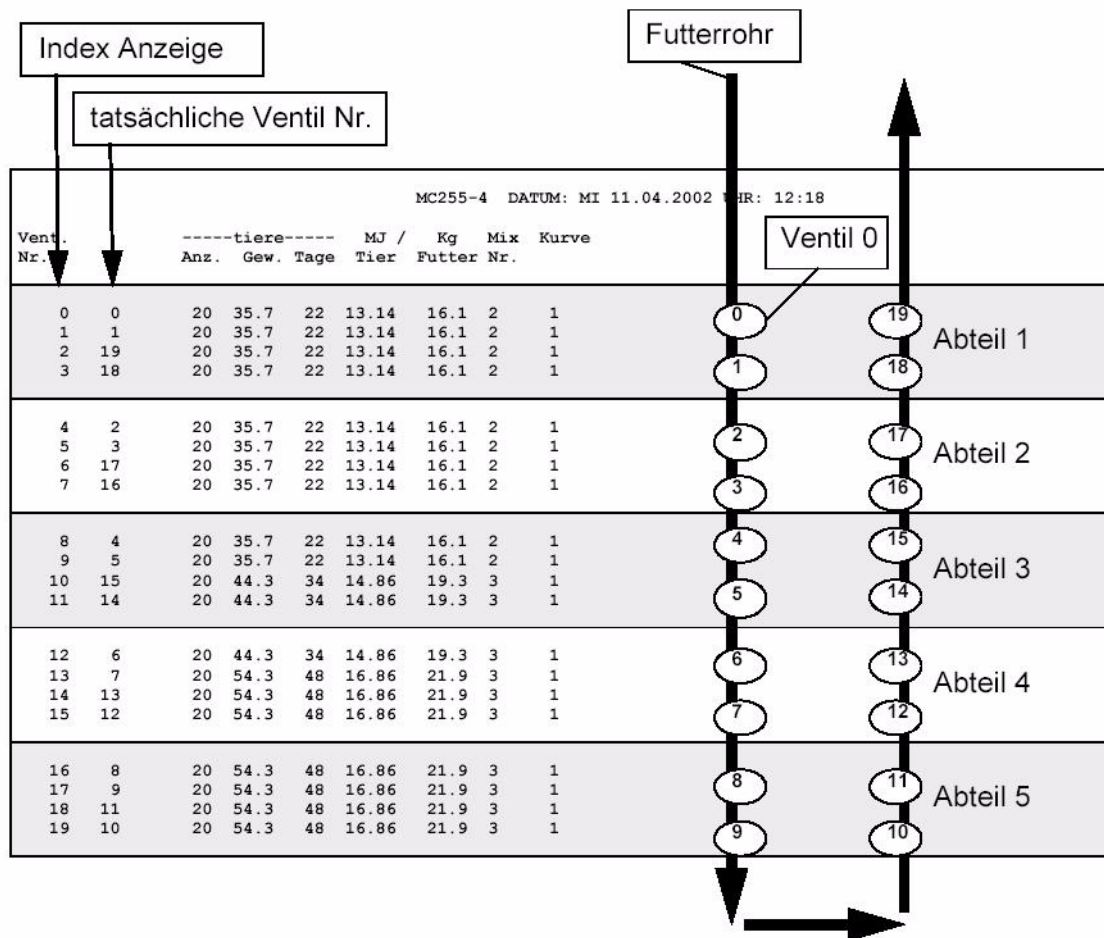 Index Anzeige
Futterrohr
tatsächliche Ventil Nr.
MC255-4 DATUM: MI 11.04.2002 HR: 12:18
Vent. -----tiere----- MJ / Kg Mix Kurve
Nr. Anz. Gew. Tage Tier Futter Nr.
Ventil 0
0 0 20 35.7 22 13.14 16.1 2 1
1 1 20 35.7 22 13.14 16.1 2 1
2 19 20 35.7 22 13.14 16.1 2 1
3 18 20 35.7 22 13.14 16.1 2 1
0 19
1 18
Abteil 1
4 2 20 35.7 22 13.14 16.1 2 1
5 3 20 35.7 22 13.14 16.1 2 1
6 17 20 35.7 22 13.14 16.1 2 1
7 16 20 35.7 22 13.14 16.1 2 1
2 17
3 16
Abteil 2
8 4 20 35.7 22 13.14 16.1 2 1
9 5 20 35.7 22 13.14 16.1 2 1
10 15 20 44.3 34 14.86 19.3 3 1
11 14 20 44.3 34 14.86 19.3 3 1
4 15
5 14
Abteil 3
12 6 20 44.3 34 14.86 19.3 3 1
13 7 20 54.3 48 16.86 21.9 3 1
14 13 20 54.3 48 16.86 21.9 3 1
15 12 20 54.3 48 16.86 21.9 3 1
6 13
7 12
Abteil 4
16 8 20 54.3 48 16.86 21.9 3 1
17 9 20 54.3 48 16.86 21.9 3 1
18 11 20 54.3 48 16.86 21.9 3 1
19 10 20 54.3 48 16.86 21.9 3 1
8 11
9 10
Abteil 5